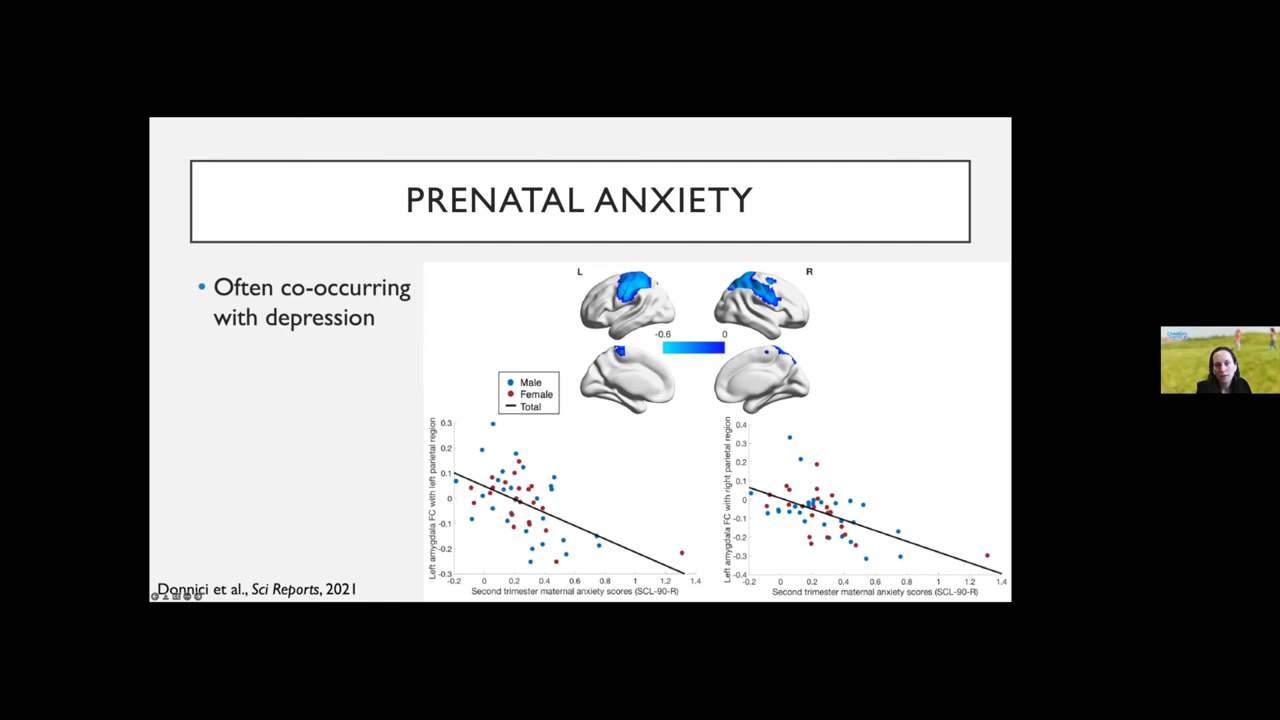 PRENATAL ANXIETY
• Often co-occurring
with depression
L
R
-0.6
0
Male
Female
Total
Left amygdala FC with left parietal region
0.3
0.2
0.1
0
-0.1
-0.2
-0.3
-0.2
0
0.2
0.4
0.6
0.8
1
1.2
1.4
Second trimester maternal anxiety scores (SCL-90-R)
Left amygdala FC with right parietal region
0.4
0.3
0.2
0.1
0
-0.1
-0.2
-0.3
-0.4
-0.2
0
0.2
0.4
0.6
0.8
1
1.2
1.4
Second trimester maternal anxiety scores (SCL-90-R)
Donnici et al., Sci Reports, 2021